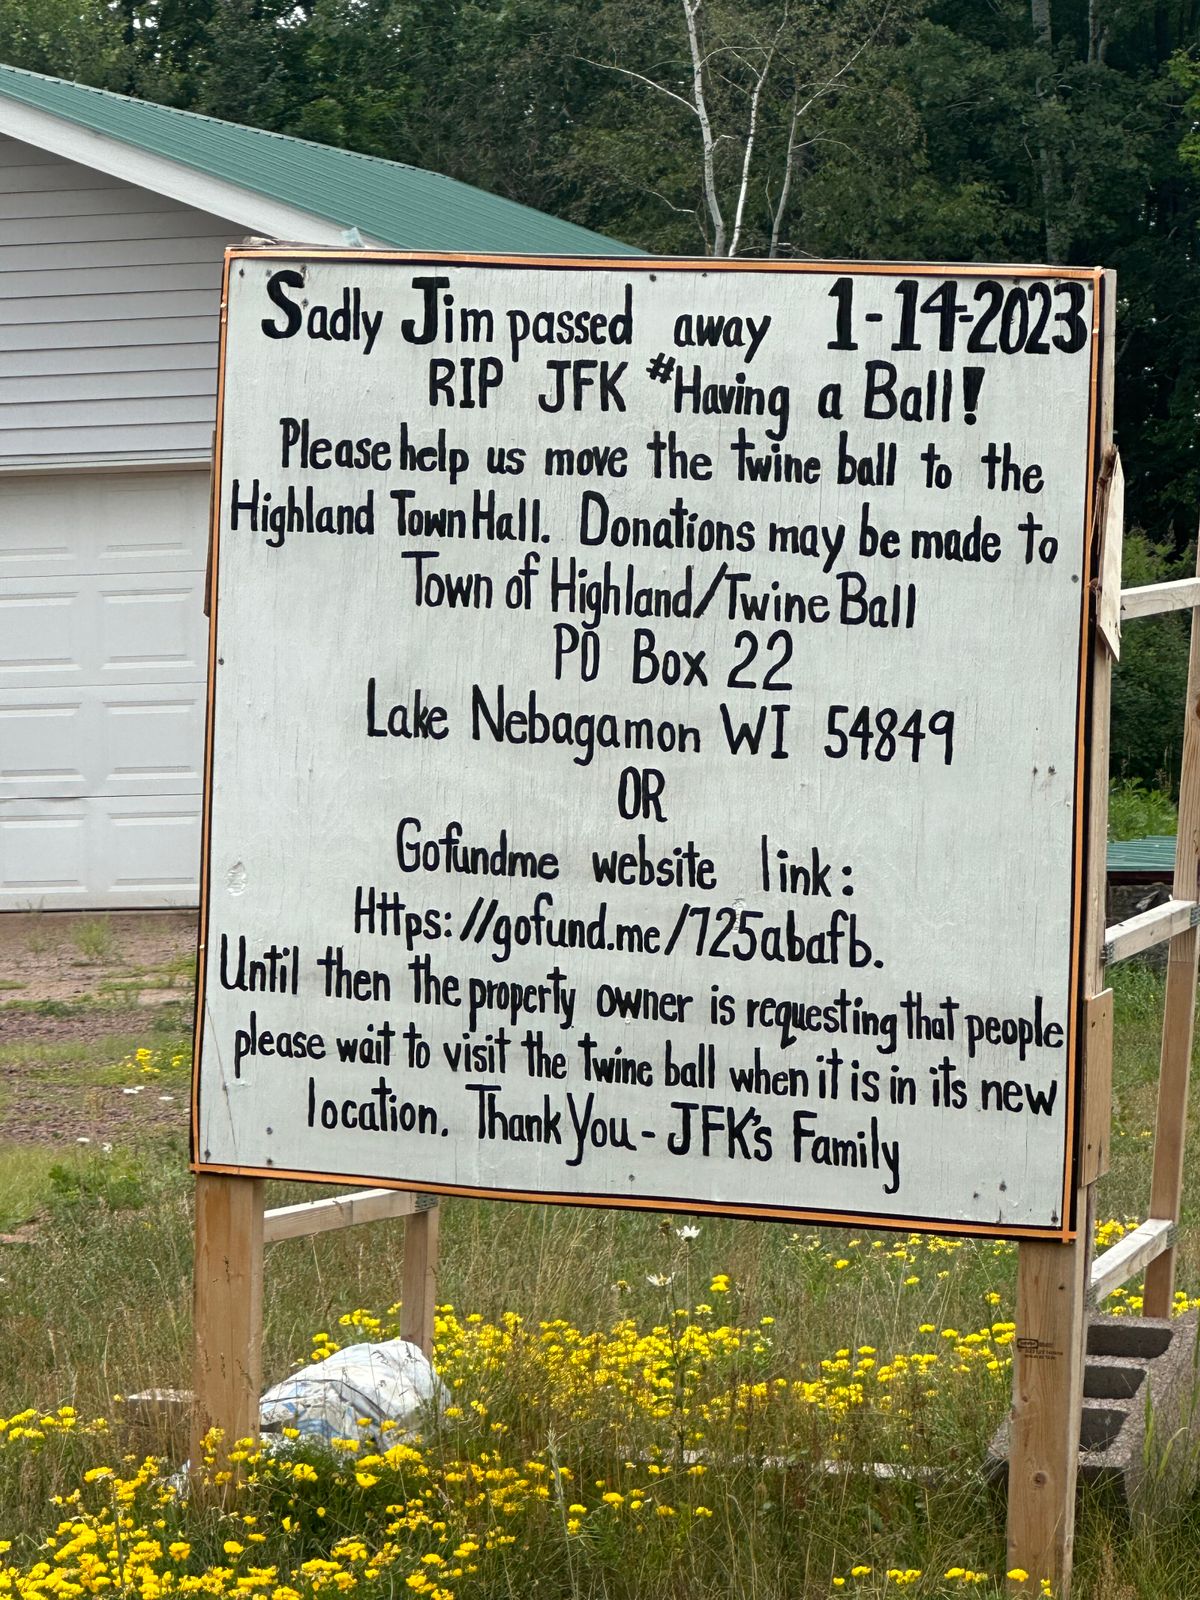 Sadly Jim passed away 1-14-2023
RIP JFK #Having a Ball!
Please help us move the twine ball to the
Highland Town Hall. Donations may be made to
Town of Highland/Twine Ball
PO Box 22
Lake Nebagamon WI 54849
OR
Gofundme website link:
Https://gofund.me/725abafb.
Until then the property owner is requesting that people
please wait to visit the twine ball when it is in its new
location. Thank You - JFK's Family